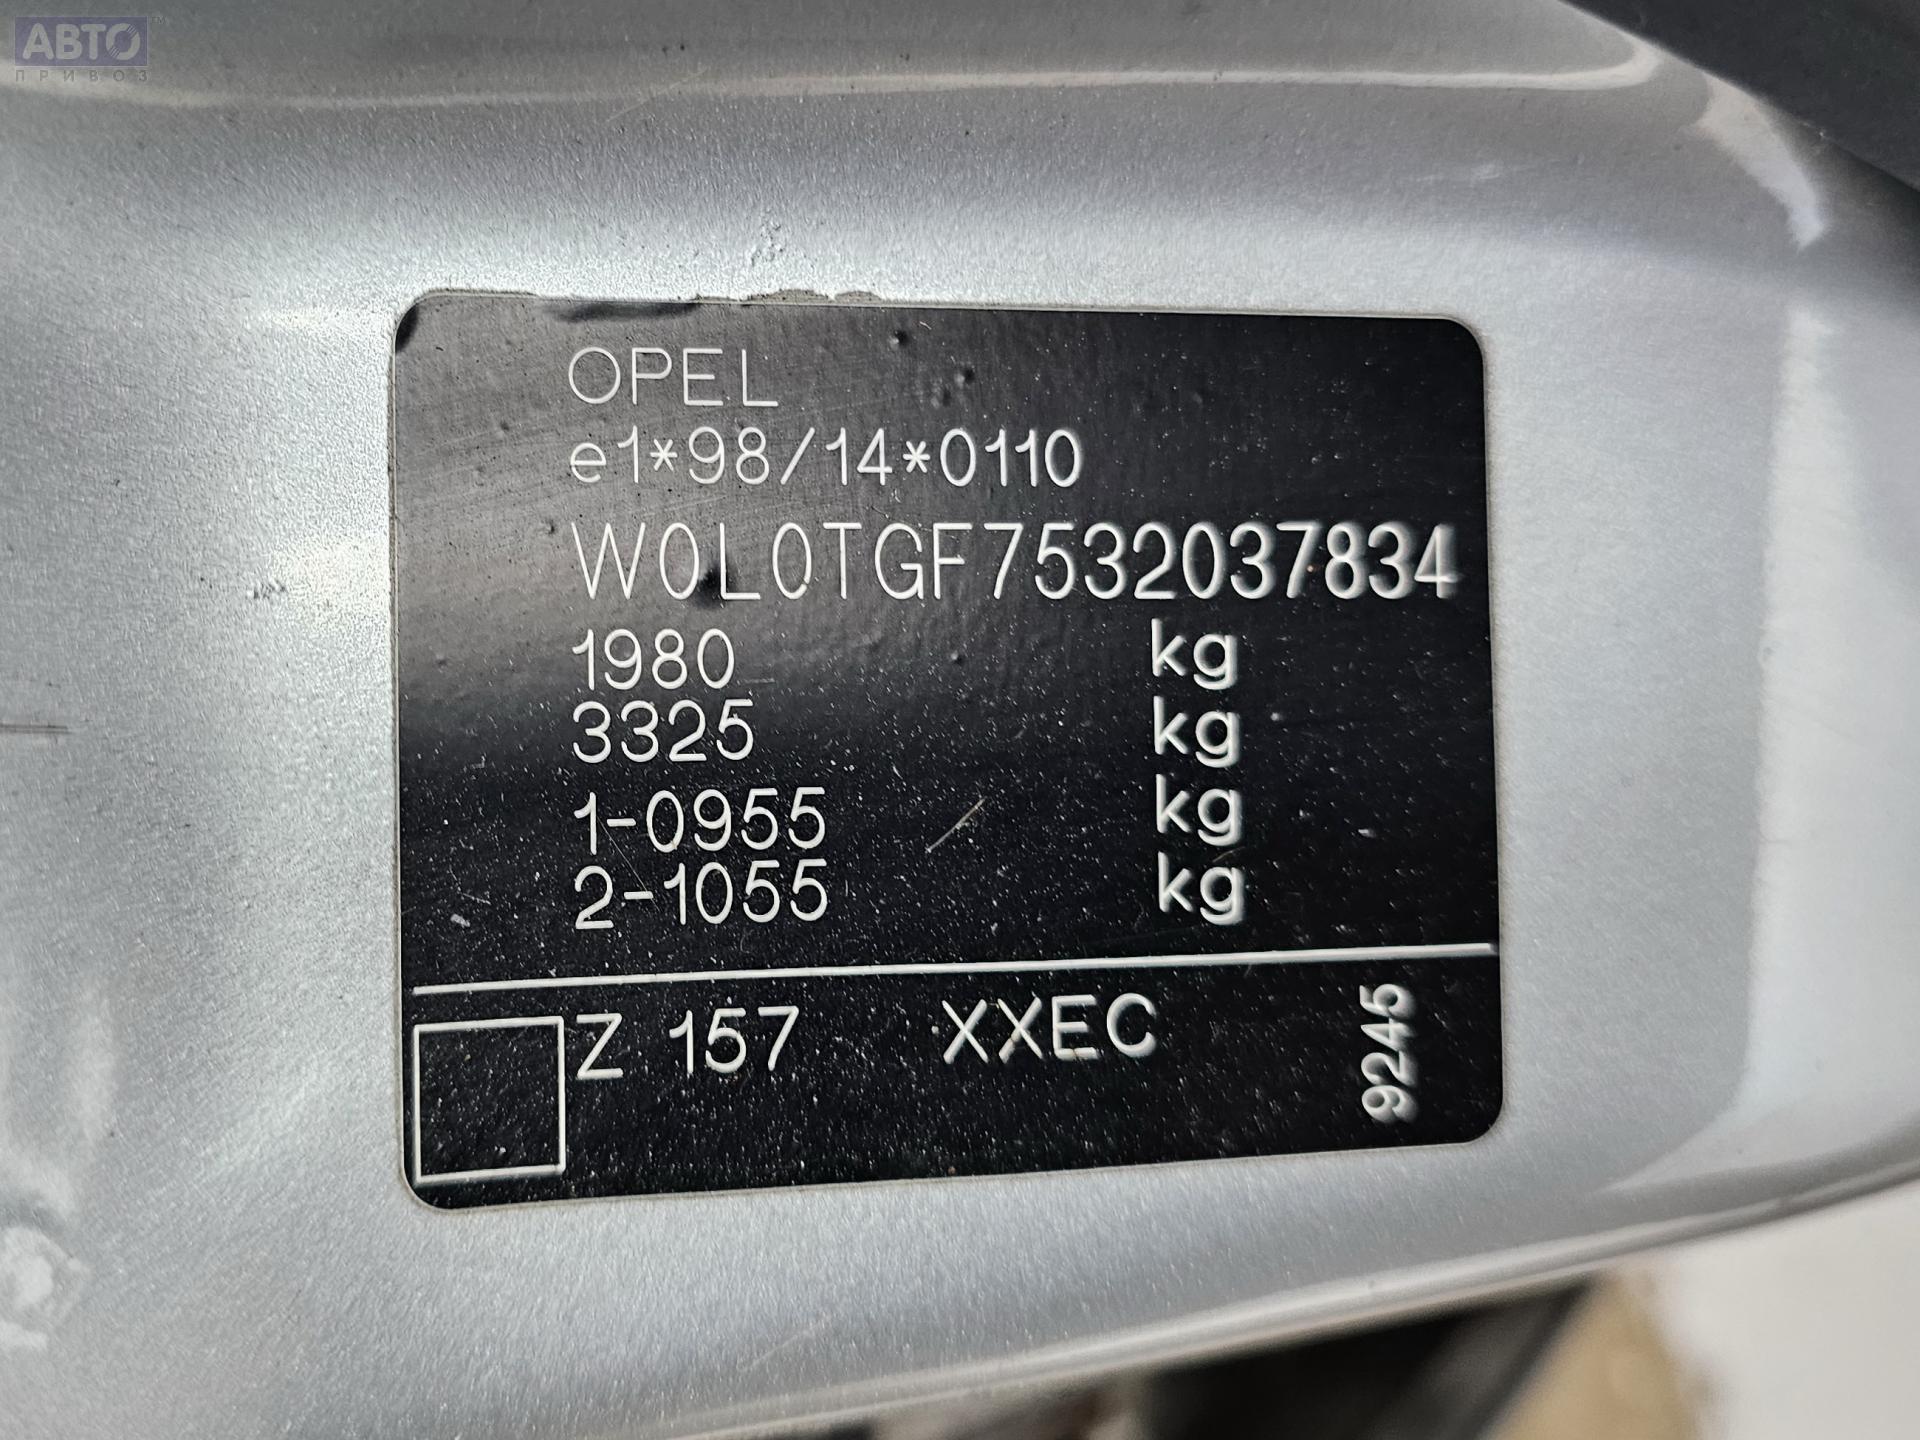 АВТО™
ПРИВОЗ
OPEL
e1*98/14*0110
W0L0TGF7532037834
1980 kg
3325 kg
1-0955 kg
2-1055 kg
Z 157 XXEC
9245